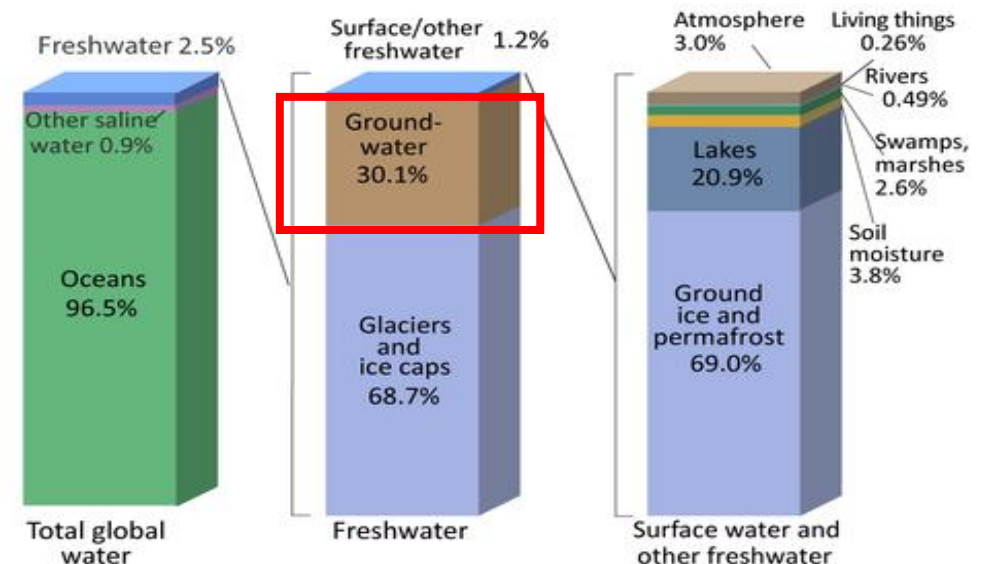 Freshwater 2.5%
Other saline
water 0.9%
Oceans
96.5%
Total global
water
Surface/other
freshwater 1.2%
Ground-
water
30.1%
Glaciers
and
ice caps
68.7%
Freshwater
Atmosphere
3.0%
Living things
0.26%
Rivers
0.49%
Swamps,
marshes
2.6%
Soil
moisture
3.8%
Lakes
20.9%
Ground
ice and
permafrost
69.0%
Surface water and
other freshwater